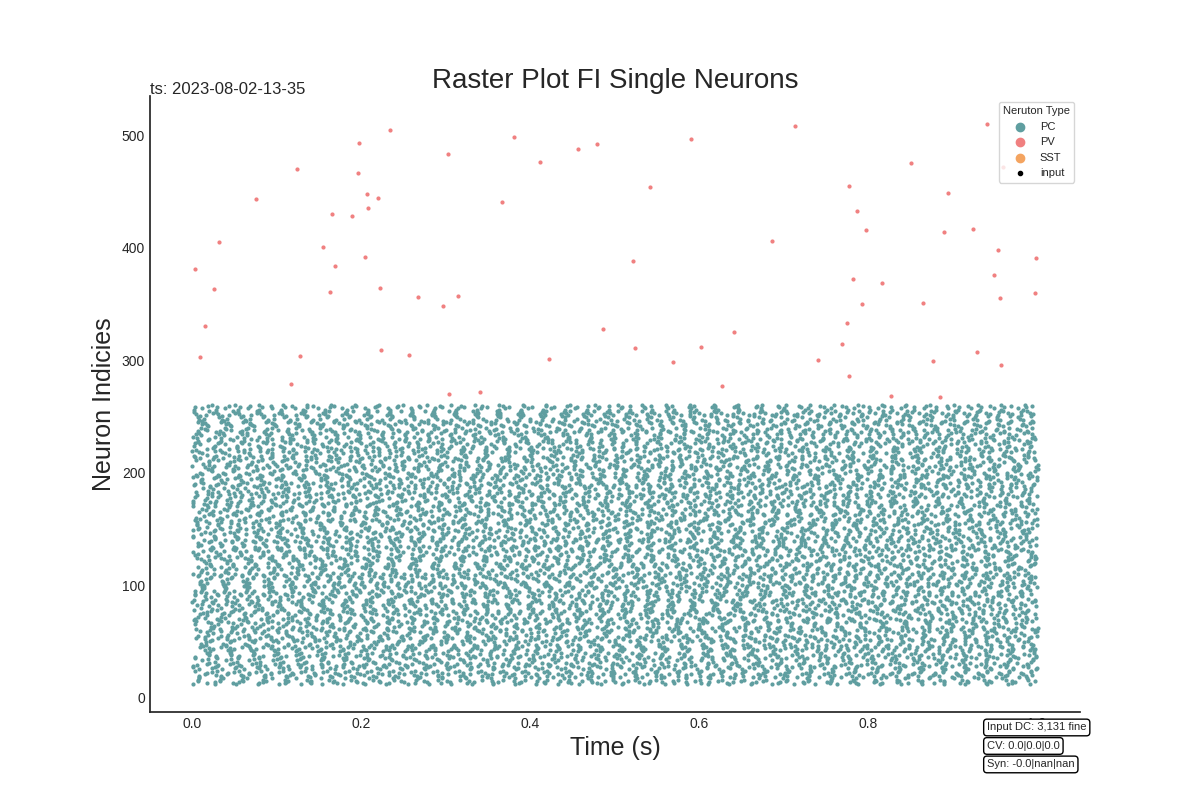 Raster Plot FI Single Neurons
ts: 2023-08-02-13-35
Neruton Type
PC
PV
SST
input
500
400
300
200
100
0
Neuron Indicies
0.0 0.2 0.4 0.6 0.8
Time (s)
Input DC: 3,131 fine
CV: 0.0|0.0|0.0
Syn: -0.0|nan|nan